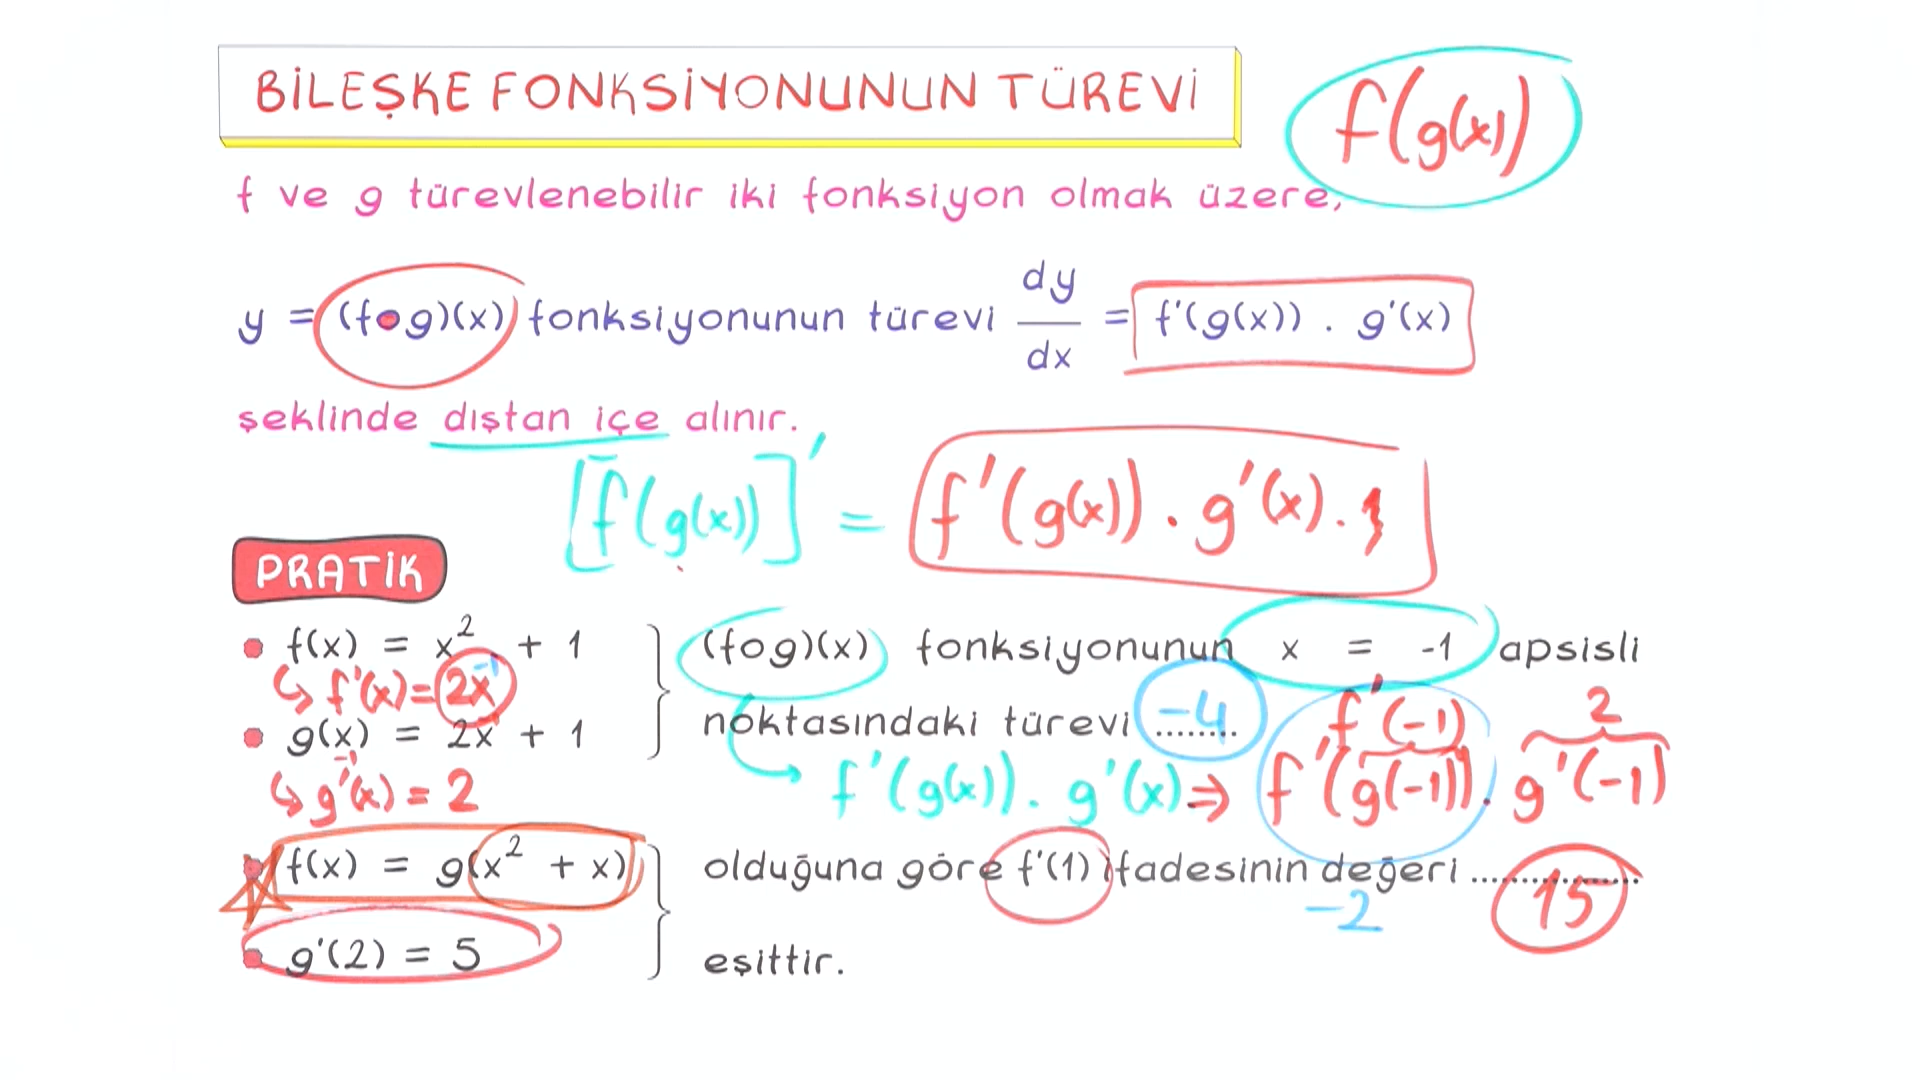 BİLEŞKE FONKSİYONUNUN TÜREVİ
f(g(x))
f ve g türevlenebilir iki fonksiyon olmak üzere,
y = (fog)(x) fonksiyonunun türevi dy/dx = f'(g(x)) . g'(x)
şeklinde dıştan içe alınır.
[f(g(x))]' = f'(g(x)) . g'(x) .
PRATİK
• f(x) = x² + 1
↳ f'(x) = 2x -1
• g(x) = 2x + 1
-1
↳ g'(x) = 2
(fog)(x) fonksiyonunun x = -1 apsisli
noktasındaki türevi ........ -4
f'(-1) 2
f'(g(x)) . g'(x) ⇒ f'(g(-1)) . g'(-1)
-2
• f(x) = g(x² + x)
• g'(2) = 5
olduğuna göre f'(1) ifadesinin değeri ................ 15
eşittir.